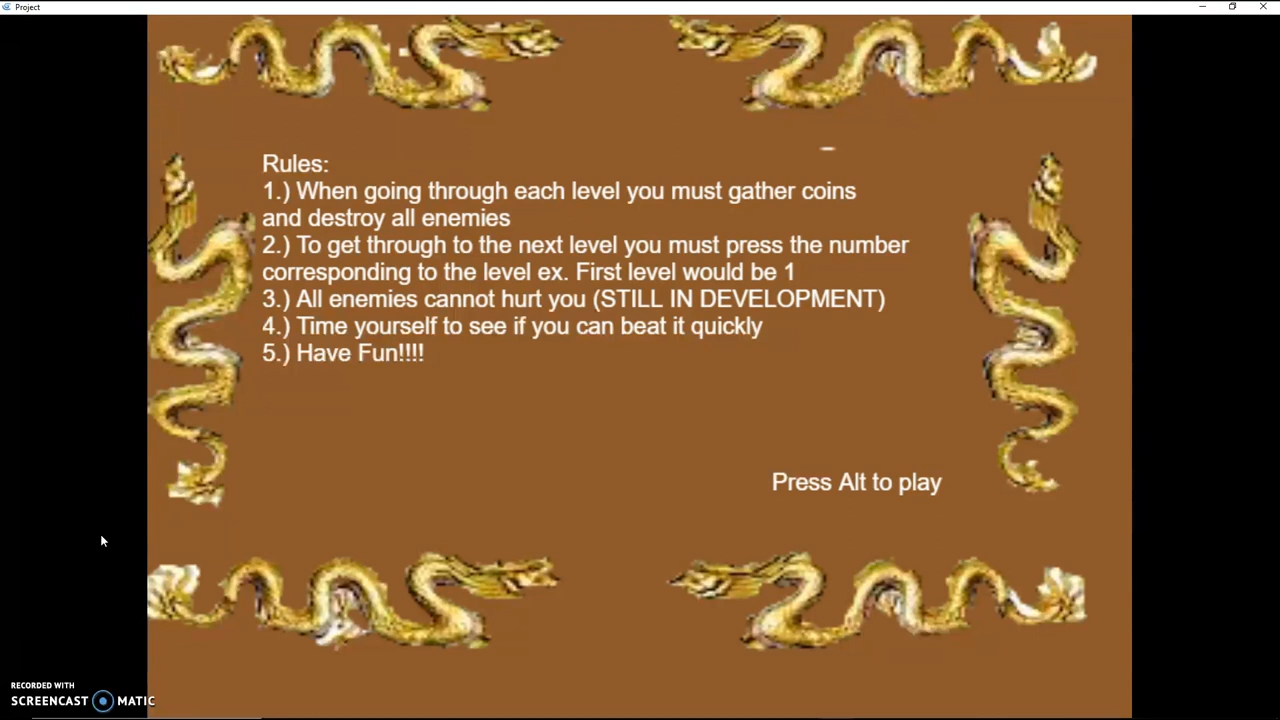 Project
Rules:
1.) When going through each level you must gather coins
and destroy all enemies
2.) To get through to the next level you must press the number
corresponding to the level ex. First level would be 1
3.) All enemies cannot hurt you (STILL IN DEVELOPMENT)
4.) Time yourself to see if you can beat it quickly
5.) Have Fun!!!!
Press Alt to play
RECORDED WITH
SCREENCAST MATIC